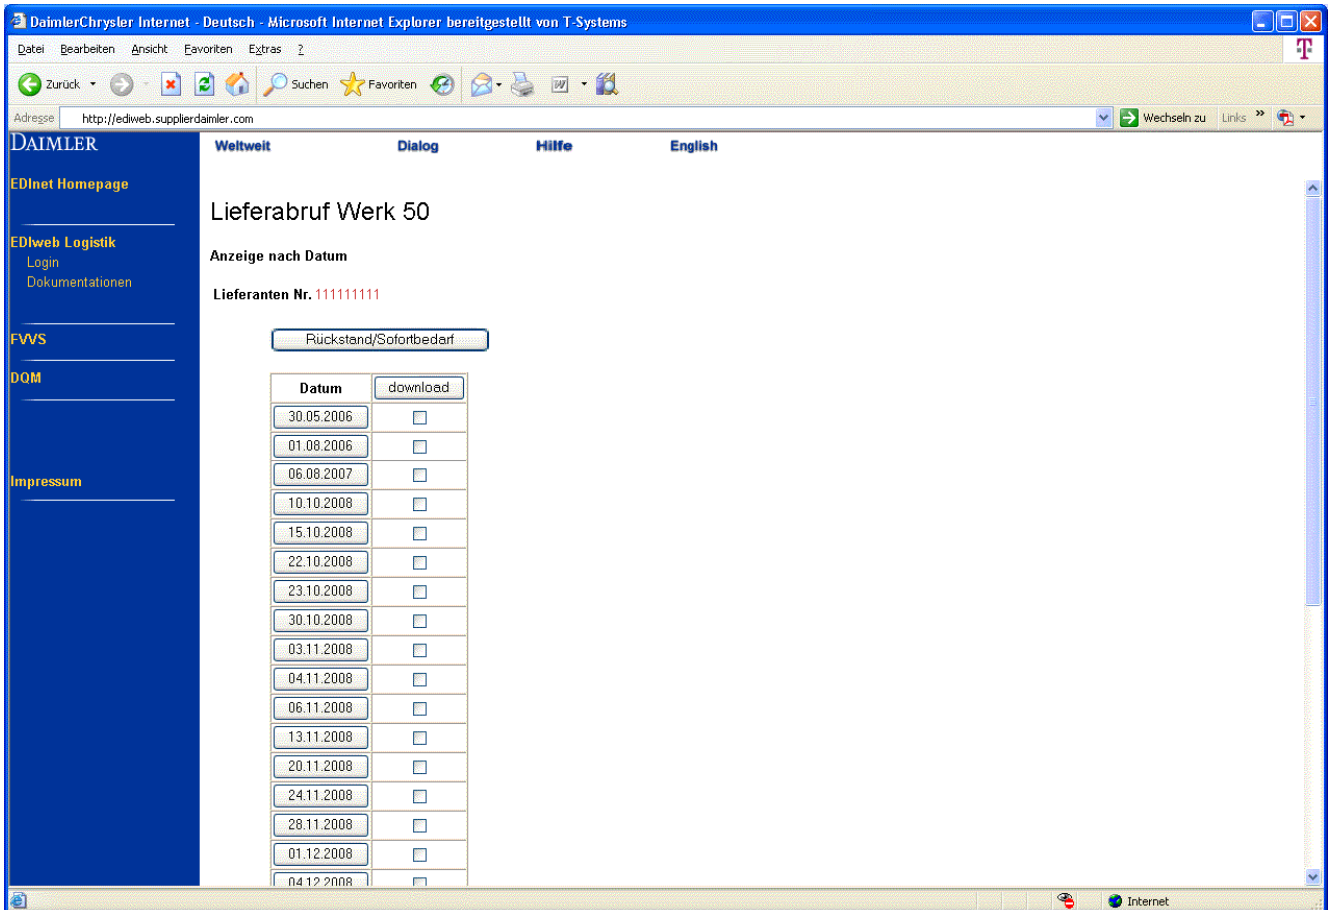 DaimlerChrysler Internet - Deutsch - Microsoft Internet Explorer bereitgestellt von T-Systems
Datei Bearbeiten Ansicht Favoriten Extras ?
Zurück Suchen Favoriten
Adresse http://ediweb.supplierdaimler.com Wechseln zu Links »
DAIMLER
Weltweit Dialog Hilfe English
EDInet Homepage
EDIweb Logistik
Login
Dokumentationen
FVVS
DQM
Impressum
Lieferabruf Werk 50
Anzeige nach Datum
Lieferanten Nr. 111111111
Rückstand/Sofortbedarf
Datum download
30.05.2006
01.08.2006
06.08.2007
10.10.2008
15.10.2008
22.10.2008
23.10.2008
30.10.2008
03.11.2008
04.11.2008
06.11.2008
13.11.2008
20.11.2008
24.11.2008
28.11.2008
01.12.2008
04.12.2008
Internet